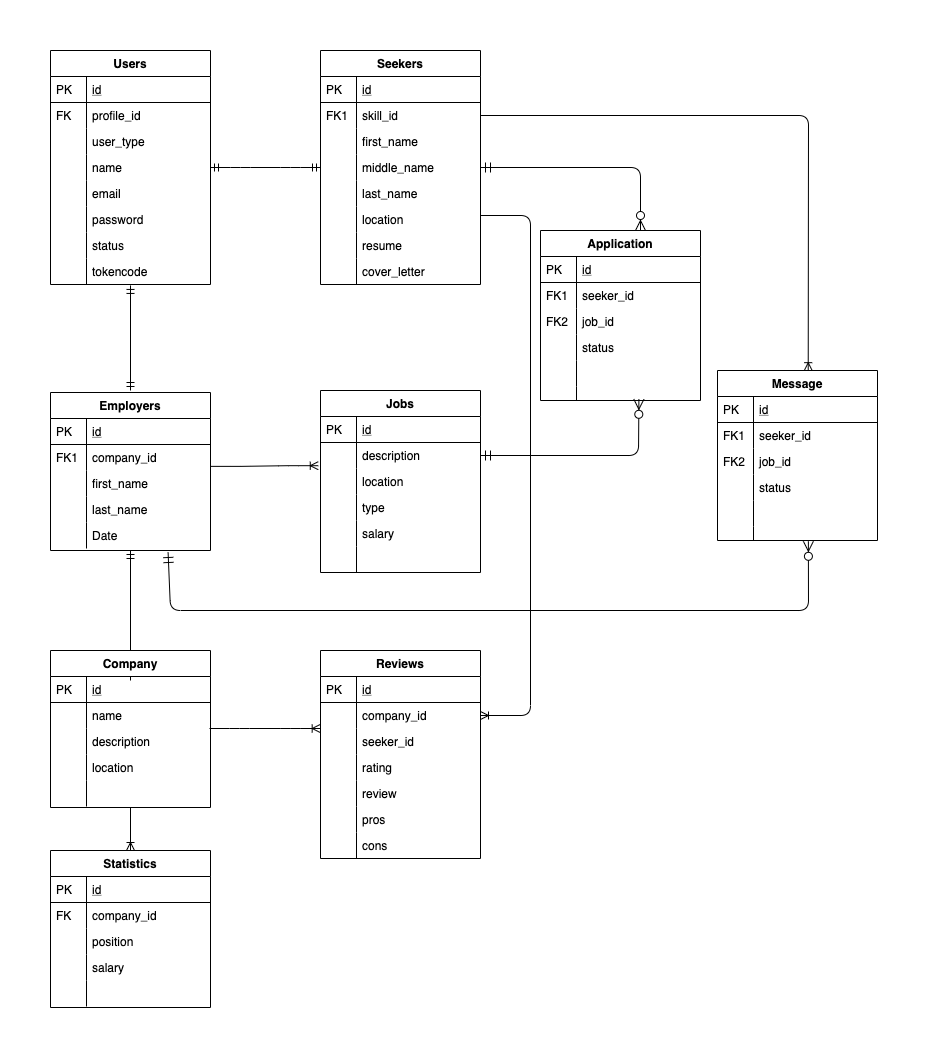 Users
PK id
FK profile_id
user_type
name
email
password
status
tokencode
Seekers
PK id
FK1 skill_id
first_name
middle_name
last_name
location
resume
cover_letter
Application
PK id
FK1 seeker_id
FK2 job_id
status
Message
PK id
FK1 seeker_id
FK2 job_id
status
Employers
PK id
FK1 company_id
first_name
last_name
Date
Jobs
PK id
description
location
type
salary
Company
PK id
name
description
location
Reviews
PK id
company_id
seeker_id
rating
review
pros
cons
Statistics
PK id
FK company_id
position
salary